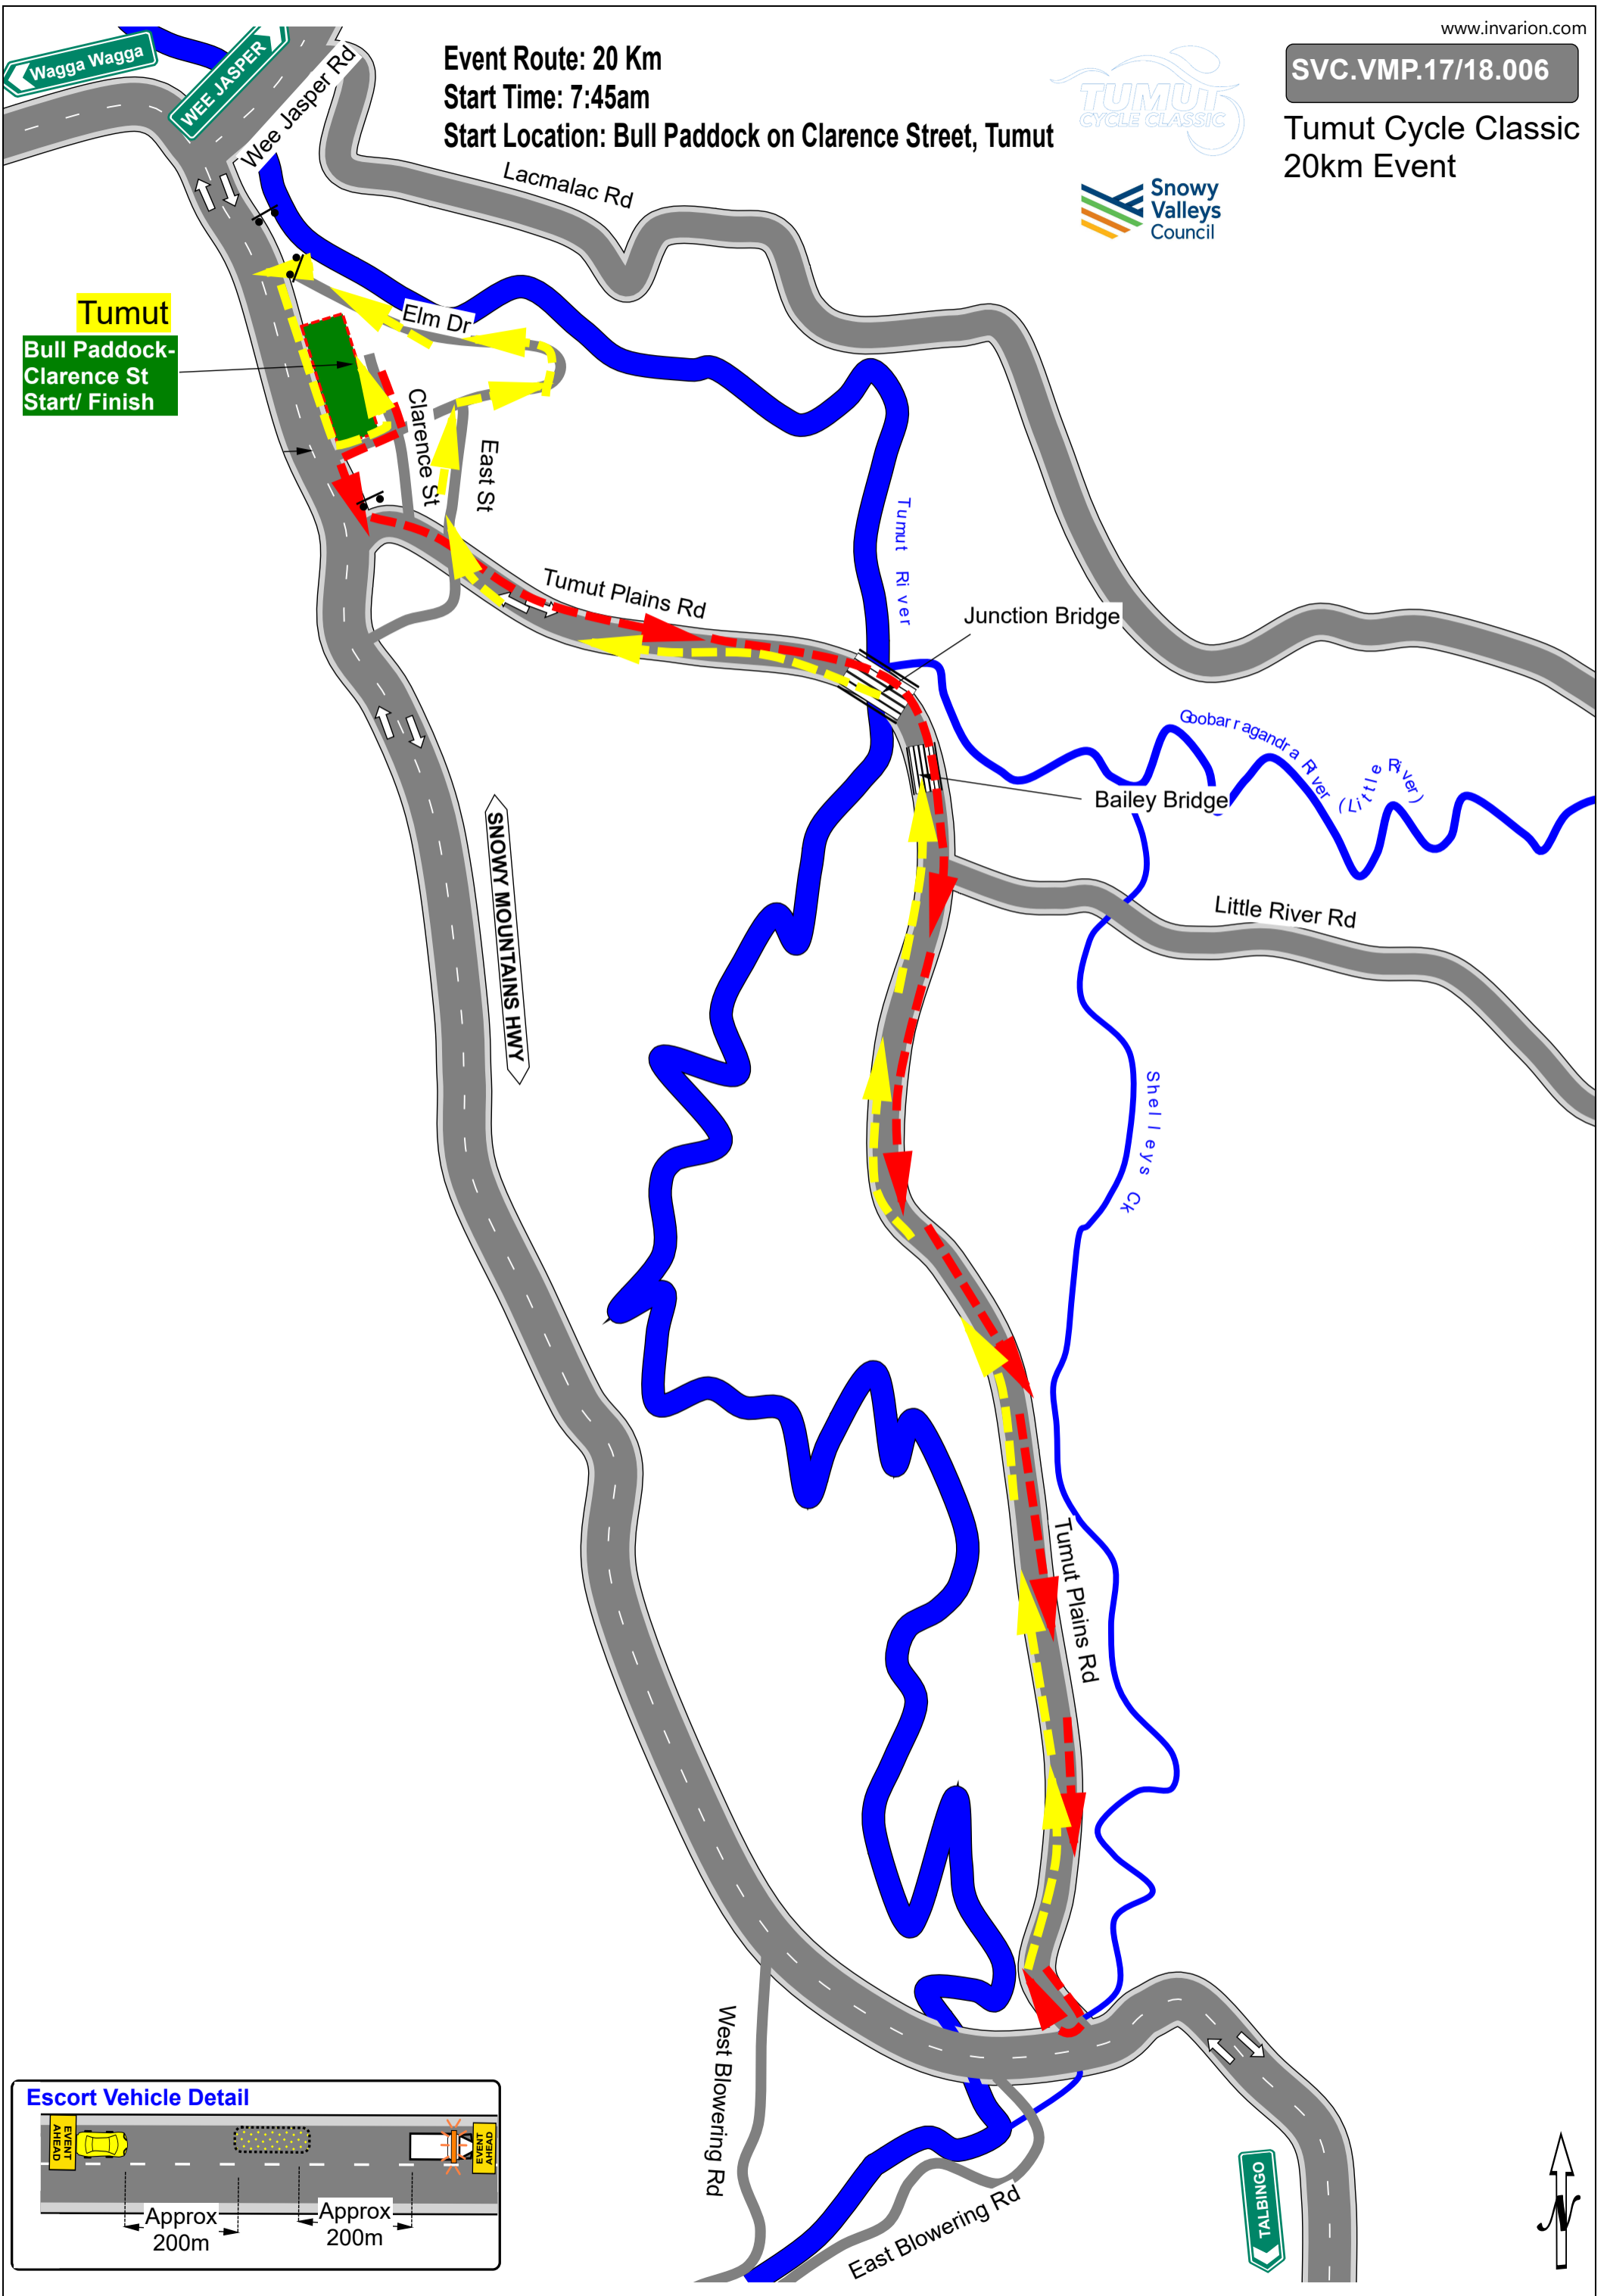 www.invarion.com
SVC.VMP.17/18.006
Tumut Cycle Classic
20km Event
Event Route: 20 Km
Start Time: 7:45am
Start Location: Bull Paddock on Clarence Street, Tumut
TUMUT
CYCLE CLASSIC
Snowy
Valleys
Council
Wagga Wagga
WEE JASPER
Wee Jasper Rd
Lacmalac Rd
Tumut
Bull Paddock-
Clarence St
Start/ Finish
Elm Dr
Clarence St
East St
Tumut Plains Rd
Tumut River
Junction Bridge
Goobarragandra River
(Little River)
Bailey Bridge
Little River Rd
SNOWY MOUNTAINS HWY
Shelleys Ck
Tumut Plains Rd
West Blowering Rd
East Blowering Rd
TALBINGO
Escort Vehicle Detail
EVENT
AHEAD
EVENT
AHEAD
Approx
200m
Approx
200m
N